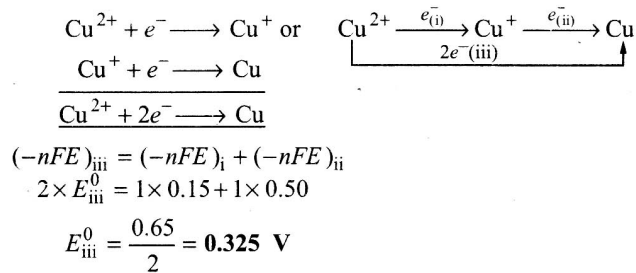 Cu²⁺ + e⁻ ⟶ Cu⁺ or Cu²⁺ —e⁻(i)⟶ Cu⁺ —e⁻(ii)⟶ Cu
2e⁻(iii)
Cu⁺ + e⁻ ⟶ Cu
Cu²⁺ + 2e⁻ ⟶ Cu
(−nFE)ᵢᵢᵢ = (−nFE)ᵢ + (−nFE)ᵢᵢ
2 × E⁰ᵢᵢᵢ = 1 × 0.15 + 1 × 0.50
E⁰ᵢᵢᵢ = 0.65/2 = 0.325 V